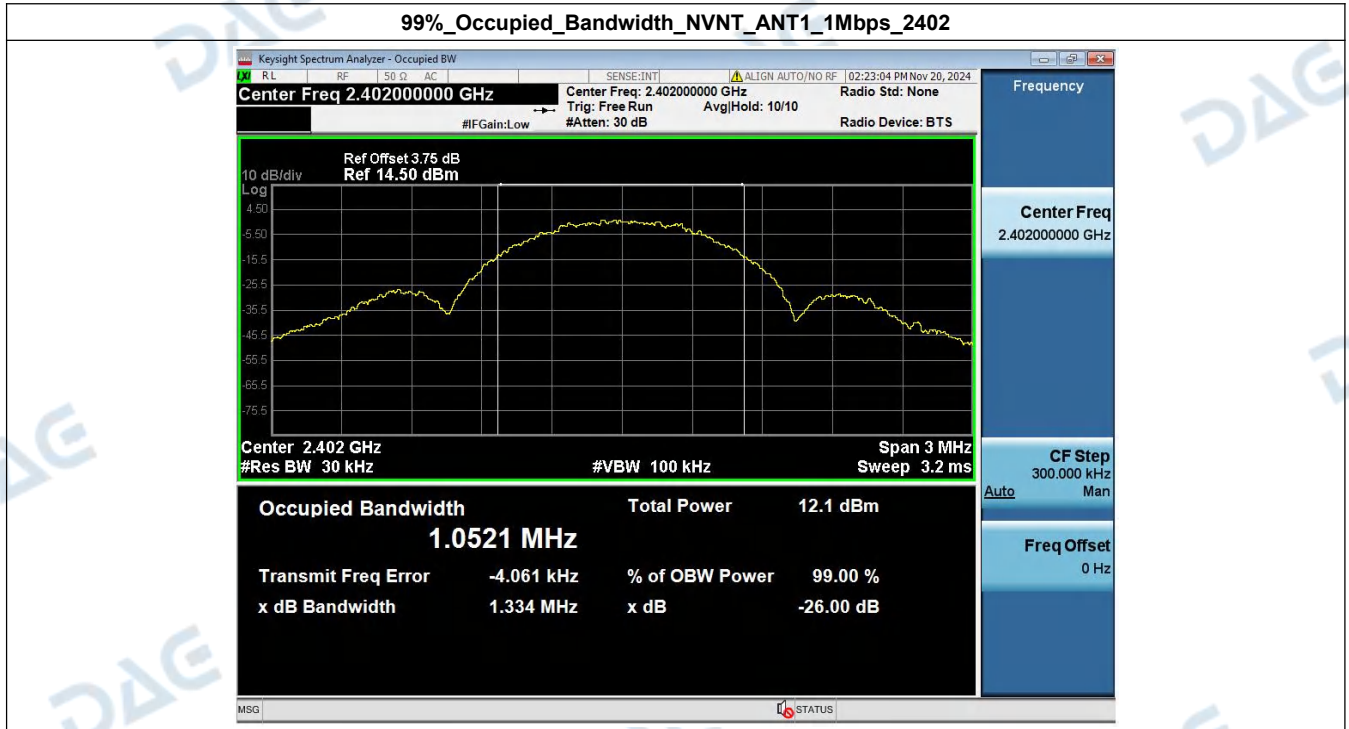 99%_Occupied_Bandwidth_NVNT_ANT1_1Mbps_2402
Keysight Spectrum Analyzer - Occupied BW
LXI RL RF 50 Ω AC SENSE:INT ALIGN AUTO/NO RF 02:23:04 PM Nov 20, 2024
Center Freq 2.402000000 GHz
Center Freq: 2.402000000 GHz Radio Std: None
Trig: Free Run Avg|Hold: 10/10
#IFGain:Low #Atten: 30 dB Radio Device: BTS
Ref Offset 3.75 dB
10 dB/div Ref 14.50 dBm
Log
4.50
-5.50
-15.5
-25.5
-35.5
-45.5
-55.5
-65.5
-75.5
Center 2.402 GHz Span 3 MHz
#Res BW 30 kHz #VBW 100 kHz Sweep 3.2 ms
Occupied Bandwidth Total Power 12.1 dBm
1.0521 MHz
Transmit Freq Error -4.061 kHz % of OBW Power 99.00 %
x dB Bandwidth 1.334 MHz x dB -26.00 dB
MSG STATUS
Frequency
Center Freq
2.402000000 GHz
CF Step
300.000 kHz
Auto Man
Freq Offset
0 Hz
DAG
DAG
DAG